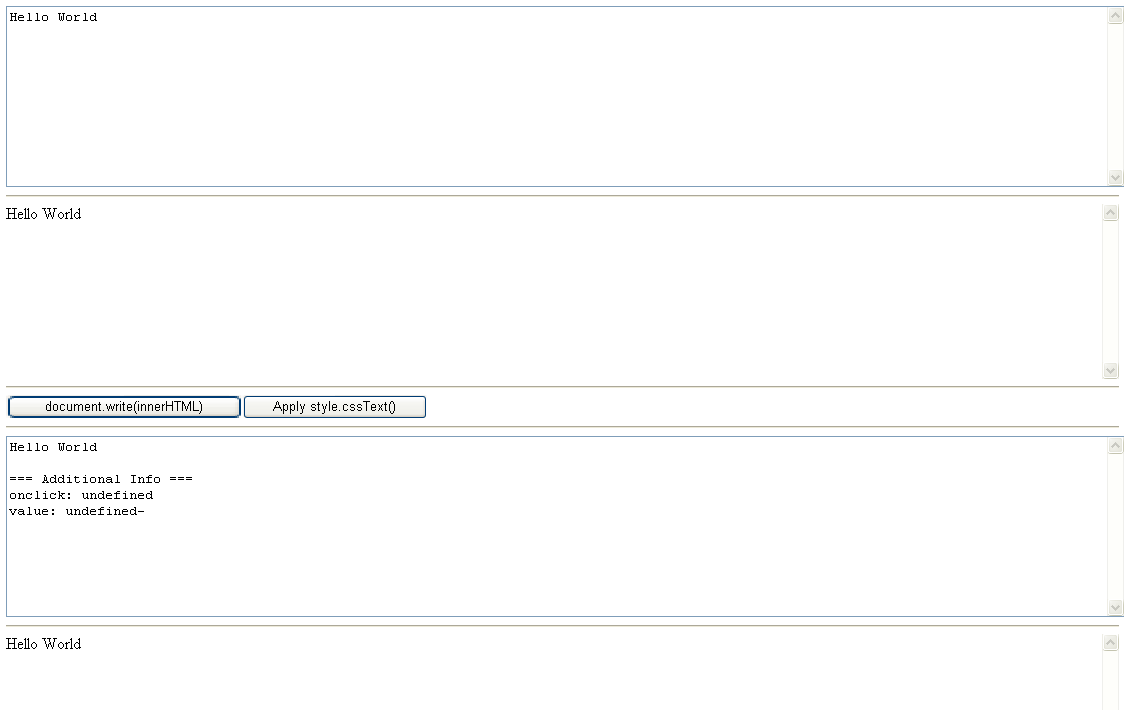 Hello World
Hello World
document.write(innerHTML) Apply style.cssText()
Hello World
=== Additional Info ===
onclick: undefined
value: undefined-
Hello World